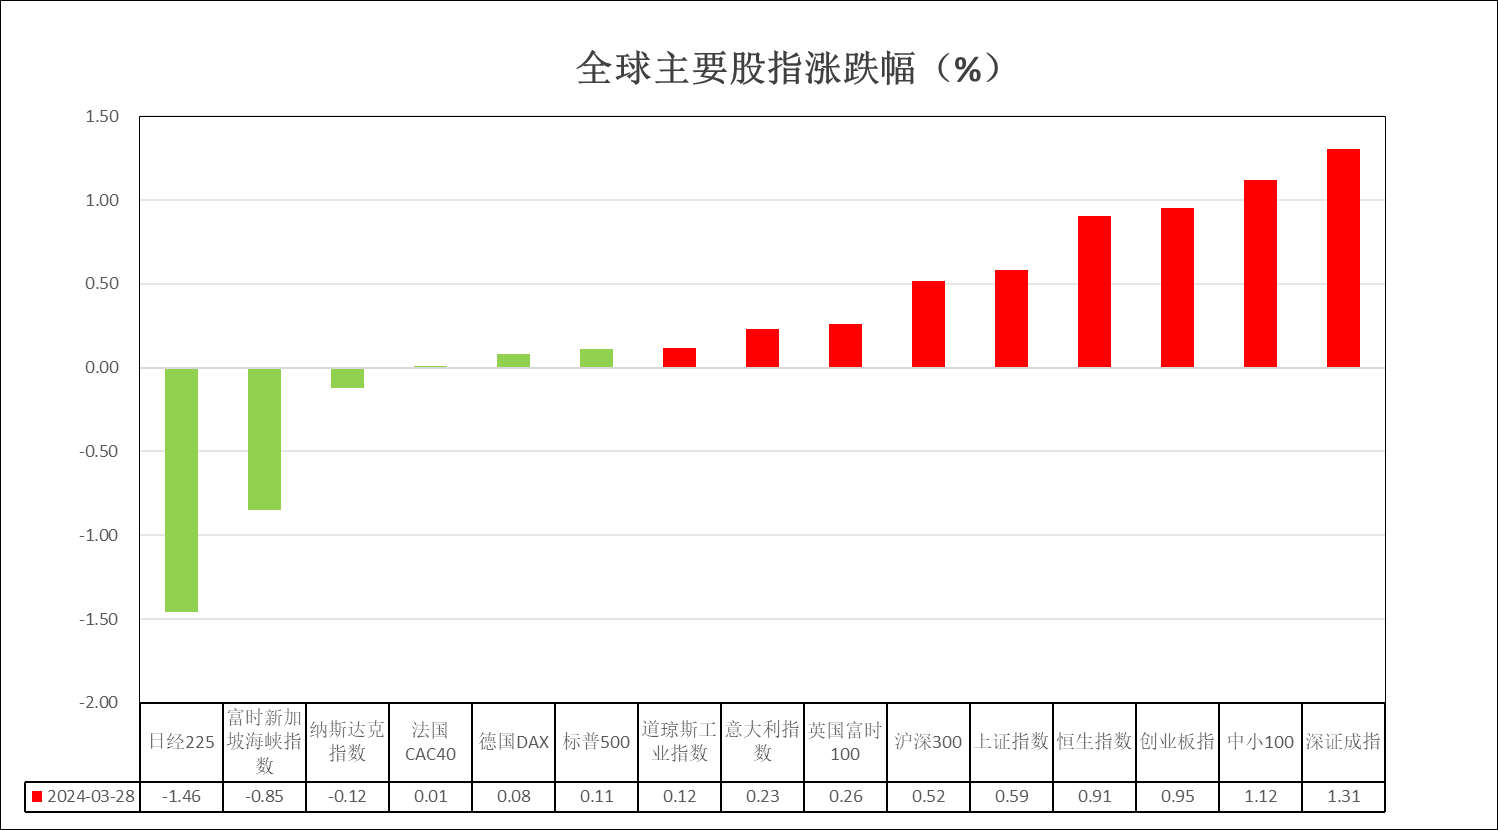 全球主要股指涨跌幅（%）
1.50
1.00
0.50
0.00
-0.50
-1.00
-1.50
-2.00
日经225
富时新加
坡海峡指
数
纳斯达克
指数
法国
CAC40
德国DAX
标普500
道琼斯工
业指数
意大利指
数
英国富时
100
沪深300
上证指数
恒生指数
创业板指
中小100
深证成指
2024-03-28 -1.46 -0.85 -0.12 0.01 0.08 0.11 0.12 0.23 0.26 0.52 0.59 0.91 0.95 1.12 1.31